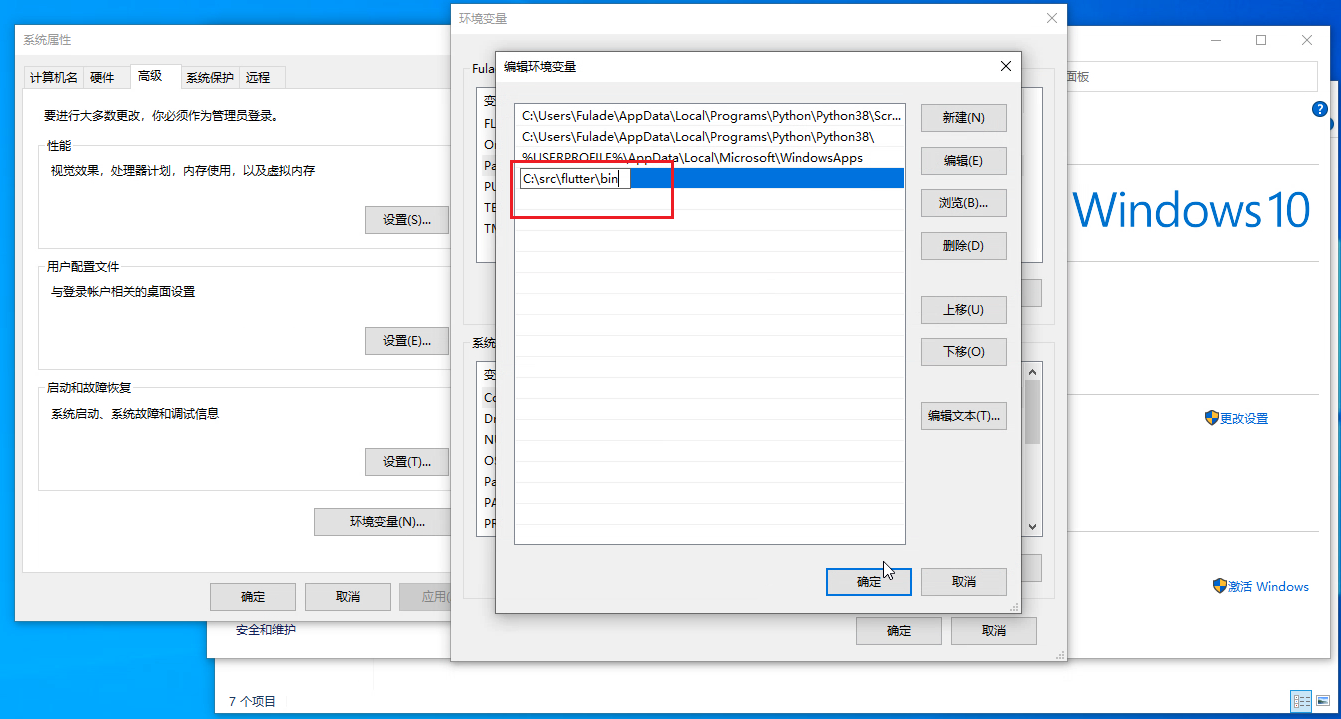 系统属性
计算机名
硬件
高级
系统保护
远程
要进行大多数更改，你必须作为管理员登录。
性能
视觉效果，处理器计划，内存使用，以及虚拟内存
设置(S)...
用户配置文件
与登录帐户相关的桌面设置
设置(E)...
启动和故障恢复
系统启动、系统故障和调试信息
设置(T)...
环境变量(N)...
确定
取消
应用(
安全和维护
7 个项目
环境变量
Fula
变
FL
Pa
PU
TE
系统
变
Co
NU
OS
Pa
PA
PR
确定
取消
编辑环境变量
C:\Users\Fulade\AppData\Local\Programs\Python\Python38\Scr...
C:\Users\Fulade\AppData\Local\Programs\Python\Python38\
%USERPROFILE%\AppData\Local\Microsoft\WindowsApps
C:\src\flutter\bin
新建(N)
编辑(E)
浏览(B)...
删除(D)
上移(U)
下移(O)
编辑文本(T)...
确定
取消
面板
?
Windows 10
更改设置
激活 Windows